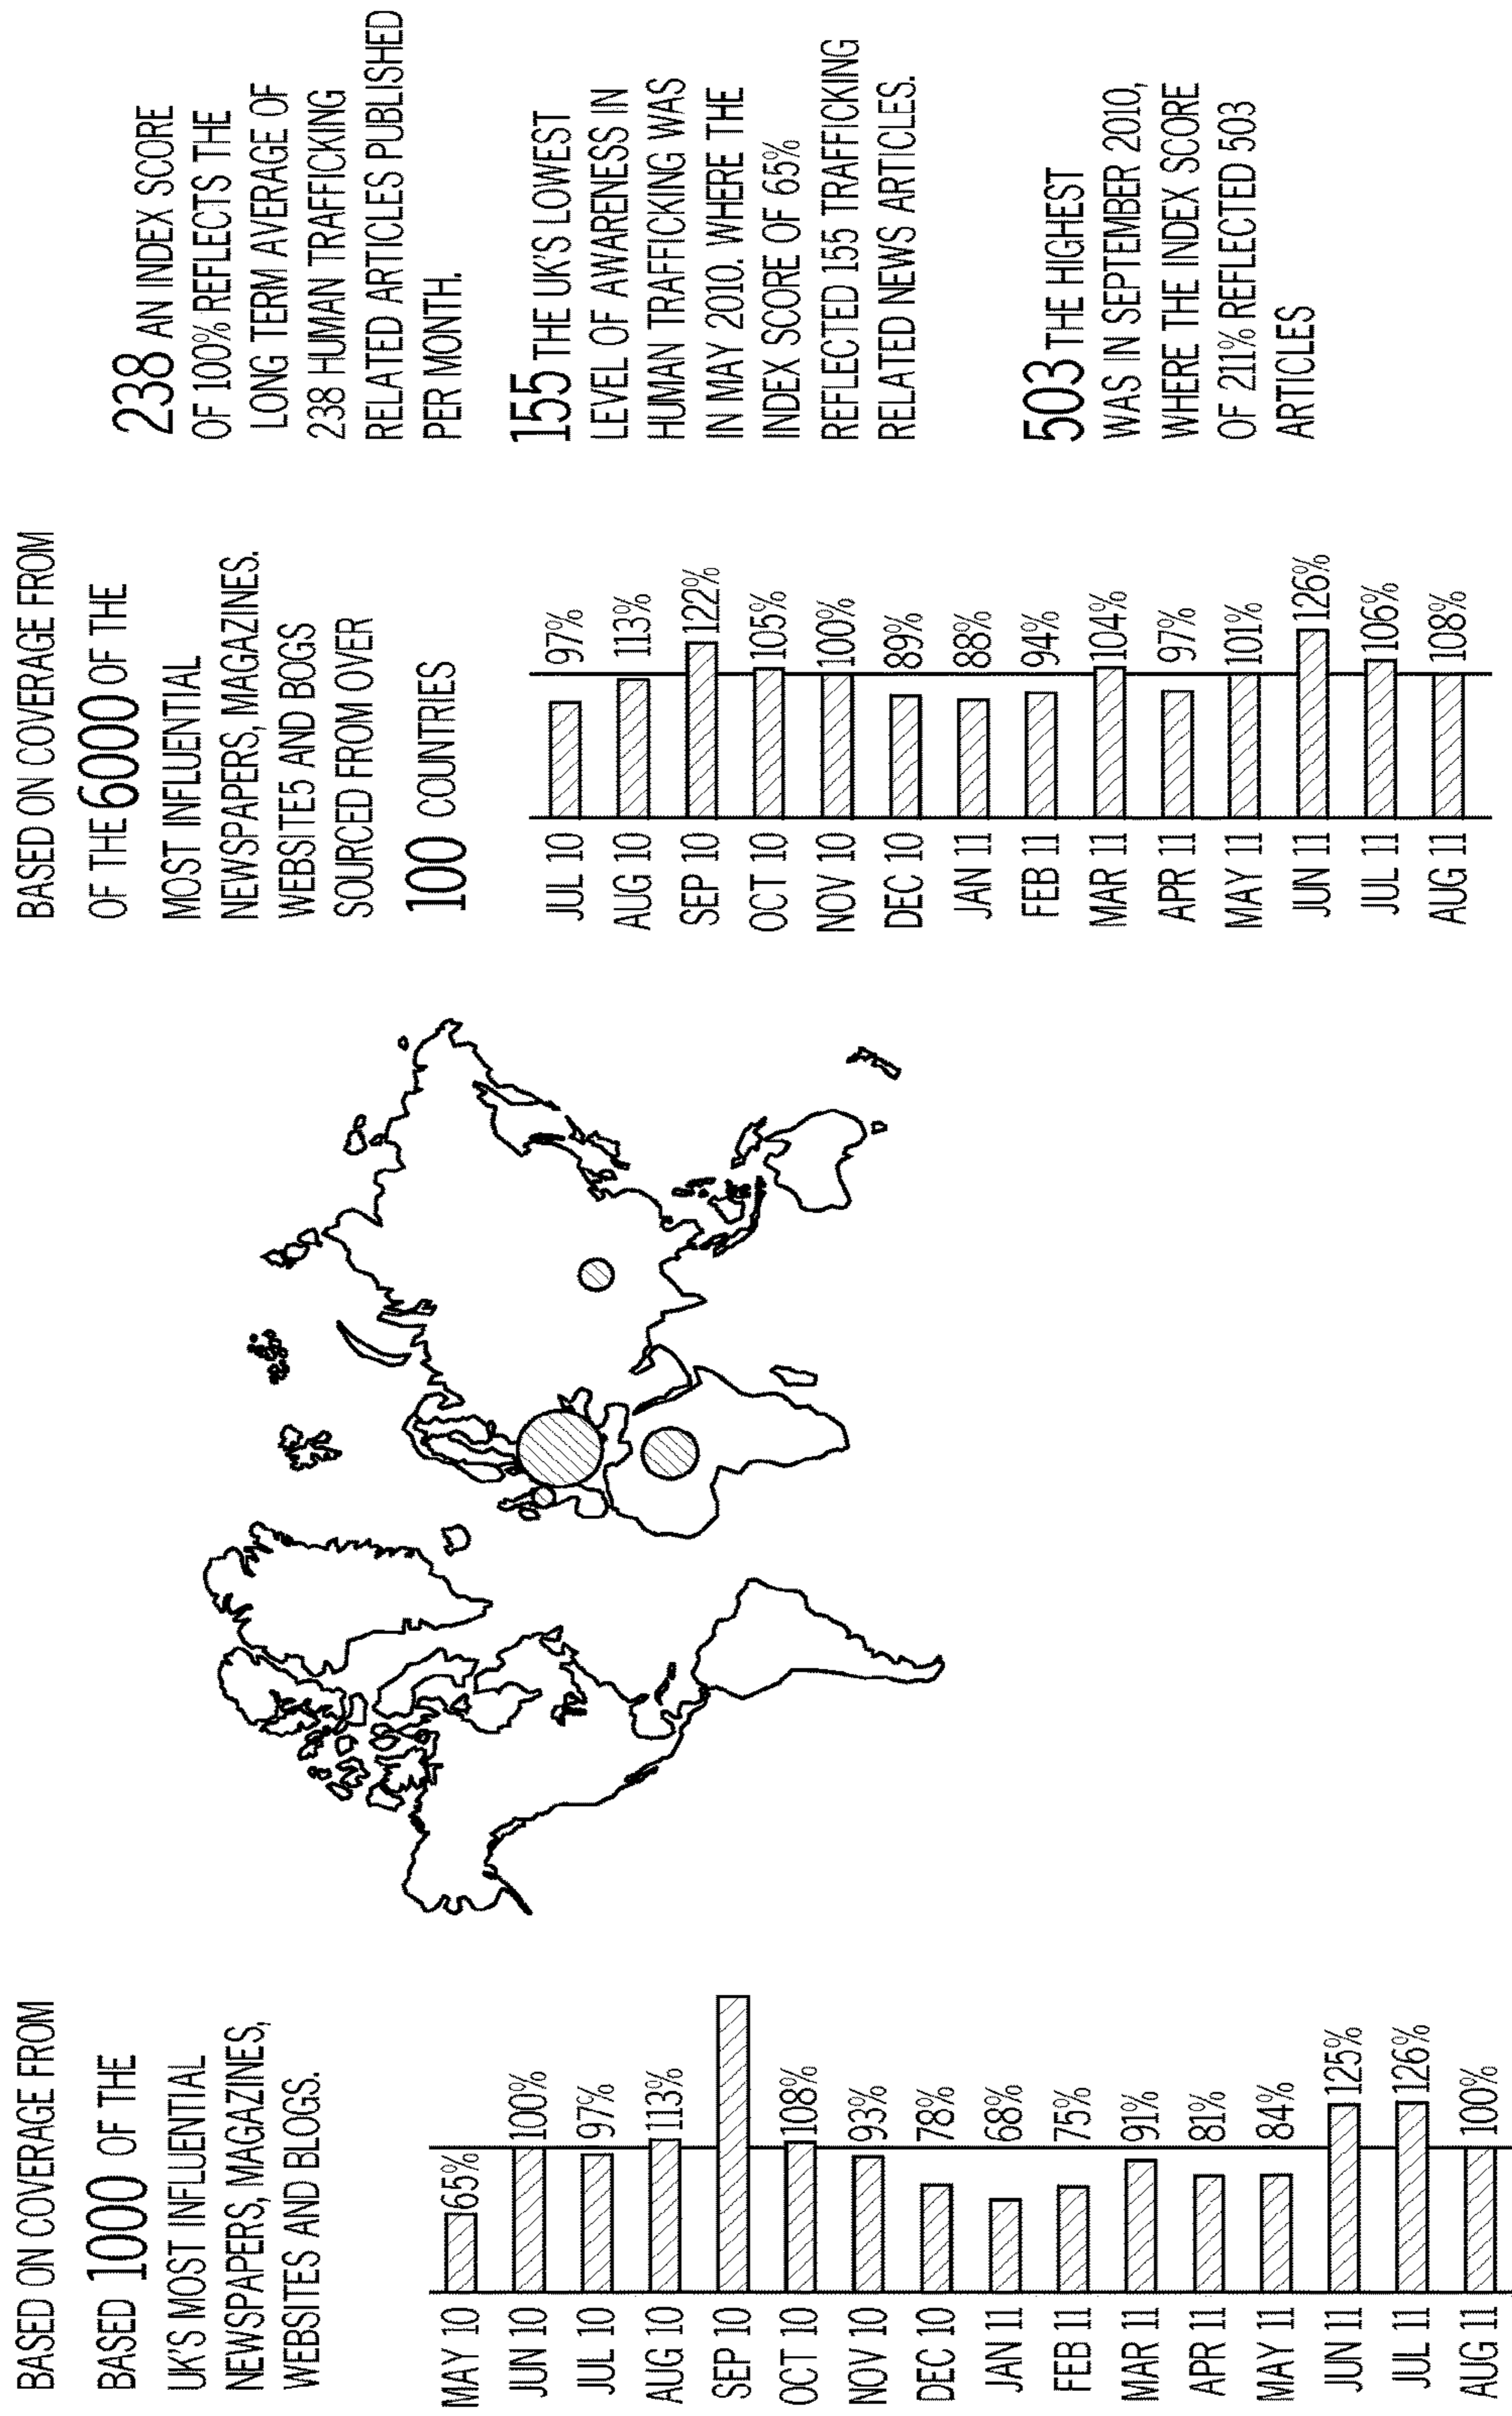 BASED ON COVERAGE FROM
BASED 1000 OF THE
UK'S MOST INFLUENTIAL
NEWSPAPERS, MAGAZINES,
WEBSITES AND BLOGS.
MAY 10 65%
JUN 10 100%
JUL 10 97%
AUG 10 113%
SEP 10
OCT 10 108%
NOV 10 93%
DEC 10 78%
JAN 11 68%
FEB 11 75%
MAR 11 91%
APR 11 81%
MAY 11 84%
JUN 11 125%
JUL 11 126%
AUG 11 100%
BASED ON COVERAGE FROM
OF THE 6000 OF THE
MOST INFLUENTIAL
NEWSPAPERS, MAGAZINES.
WEBSITE5 AND BOGS
SOURCED FROM OVER
100 COUNTRIES
JUL 10 97%
AUG 10 113%
SEP 10 122%
OCT 10 105%
NOV 10 100%
DEC 10 89%
JAN 11 88%
FEB 11 94%
MAR 11 104%
APR 11 97%
MAY 11 101%
JUN 11 126%
JUL 11 106%
AUG 11 108%
238 AN INDEX SCORE
OF 100% REFLECTS THE
LONG TERM AVERAGE OF
238 HUMAN TRAFFICKING
RELATED ARTICLES PUBLISHED
PER MONTH.
155 THE UK'S LOWEST
LEVEL OF AWARENESS IN
HUMAN TRAFFICKING WAS
IN MAY 2010. WHERE THE
INDEX SCORE OF 65%
REFLECTED 155 TRAFFICKING
RELATED NEWS ARTICLES.
503 THE HIGHEST
WAS IN SEPTEMBER 2010,
WHERE THE INDEX SCORE
OF 211% REFLECTED 503
ARTICLES